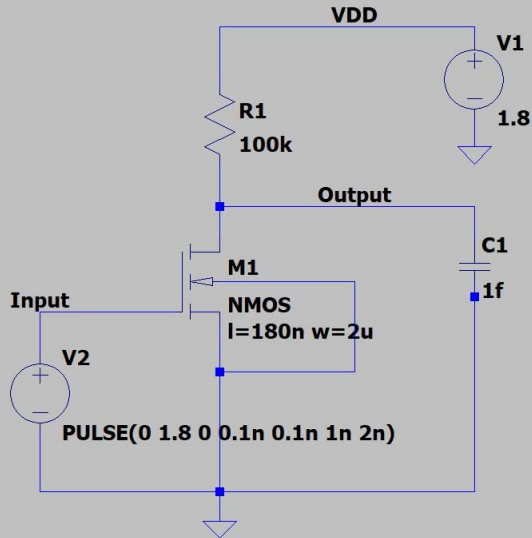 VDD
V1
+
−
1.8
R1
100k
Output
C1
1f
M1
NMOS
l=180n w=2u
Input
V2
+
−
PULSE(0 1.8 0 0.1n 0.1n 1n 2n)